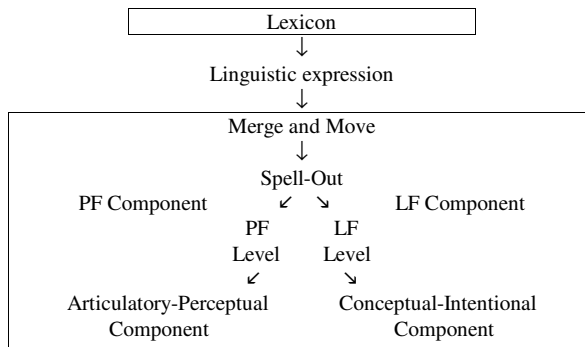 Lexicon
↓
Linguistic expression
↓
Merge and Move
↓
Spell-Out
PF Component ↙ ↘ LF Component
PF LF
Level Level
↙ ↘
Articulatory-Perceptual Conceptual-Intentional
Component Component